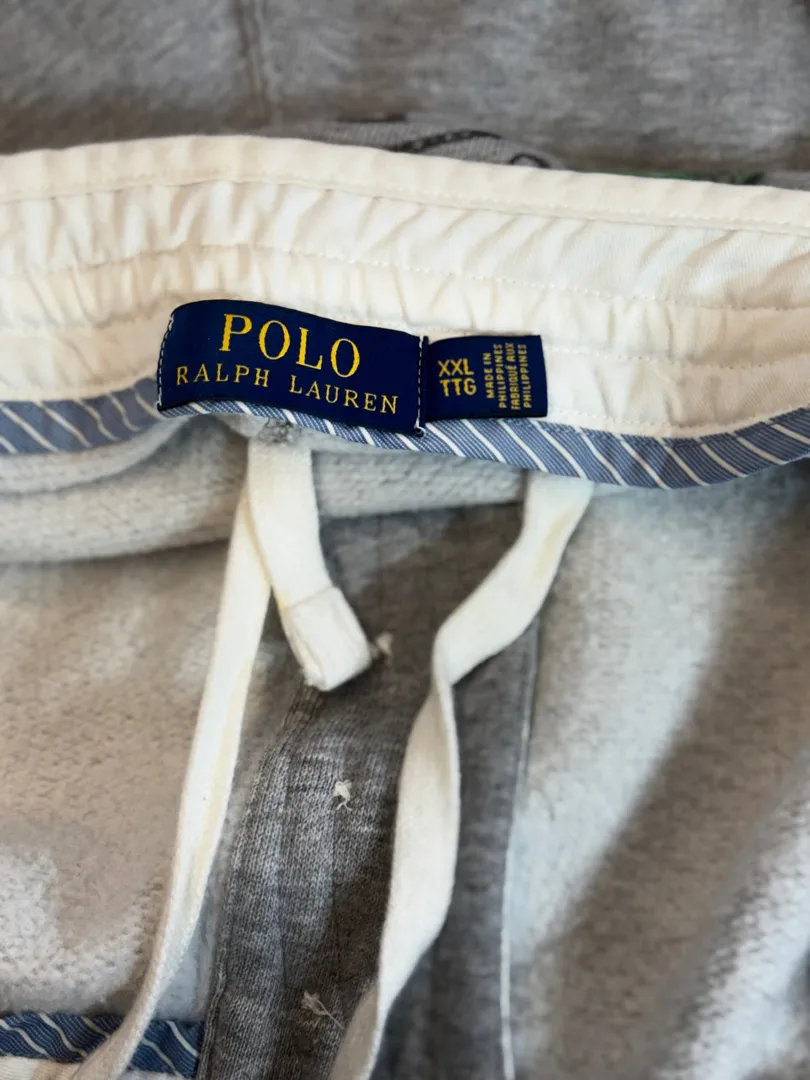 POLO
RALPH LAUREN
XXL
TTG
MADE IN
PHILIPPINES
FABRIQUÉ AUX
PHILIPPINES